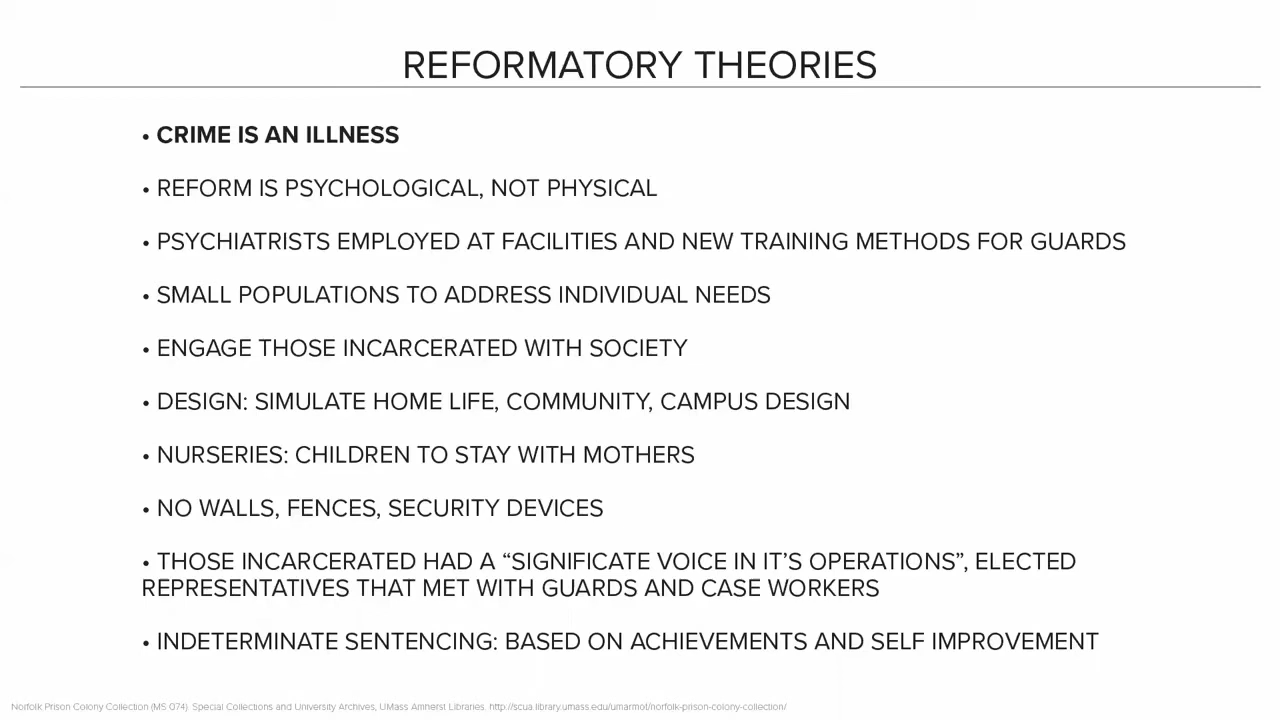 REFORMATORY THEORIES
• CRIME IS AN ILLNESS
• REFORM IS PSYCHOLOGICAL, NOT PHYSICAL
• PSYCHIATRISTS EMPLOYED AT FACILITIES AND NEW TRAINING METHODS FOR GUARDS
• SMALL POPULATIONS TO ADDRESS INDIVIDUAL NEEDS
• ENGAGE THOSE INCARCERATED WITH SOCIETY
• DESIGN: SIMULATE HOME LIFE, COMMUNITY, CAMPUS DESIGN
• NURSERIES: CHILDREN TO STAY WITH MOTHERS
• NO WALLS, FENCES, SECURITY DEVICES
• THOSE INCARCERATED HAD A “SIGNIFICATE VOICE IN IT’S OPERATIONS”, ELECTED
REPRESENTATIVES THAT MET WITH GUARDS AND CASE WORKERS
• INDETERMINATE SENTENCING: BASED ON ACHIEVEMENTS AND SELF IMPROVEMENT
Norfolk Prison Colony Collection (MS 074). Special Collections and University Archives, UMass Amherst Libraries. http://scua.library.umass.edu/umarmot/norfolk-prison-colony-collection/